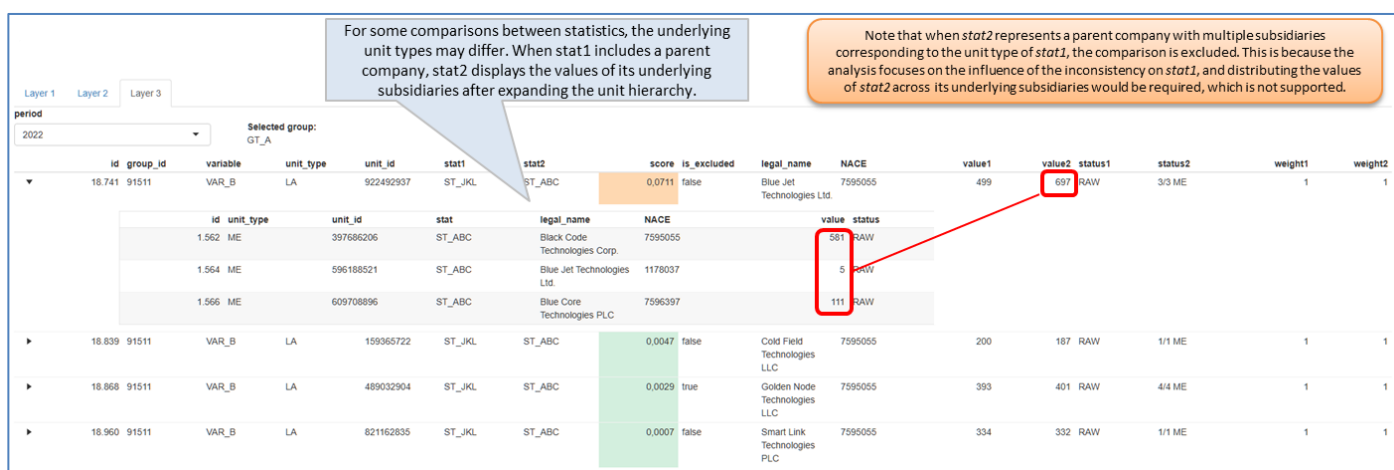 For some comparisons between statistics, the underlying
unit types may differ. When stat1 includes a parent
company, stat2 displays the values of its underlying
subsidiaries after expanding the unit hierarchy.
Note that when stat2 represents a parent company with multiple subsidiaries
corresponding to the unit type of stat1, the comparison is excluded. This is because the
analysis focuses on the influence of the inconsistency on stat1, and distributing the values
of stat2 across its underlying subsidiaries would be required, which is not supported.
Layer 1 Layer 2 Layer 3
period
2022
Selected group:
GT_A
id group_id variable unit_type unit_id stat1 stat2 score is_excluded legal_name NACE value1 value2 status1 status2 weight1 weight2
18.741 91511 VAR_B LA 922492937 ST_JKL ST_ABC 0,0711 false Blue Jet 7595055 499 697 RAW 3/3 ME 1 1
Technologies Ltd.
id unit_type unit_id stat legal_name NACE value status
1.562 ME 397686206 ST_ABC Black Code 7595055 581 RAW
Technologies Corp.
1.564 ME 596188521 ST_ABC Blue Jet Technologies 1178037 5 RAW
Ltd.
1.566 ME 609708896 ST_ABC Blue Core 7596397 111 RAW
Technologies PLC
18.839 91511 VAR_B LA 159365722 ST_JKL ST_ABC 0,0047 false Cold Field 7595055 200 187 RAW 1/1 ME 1 1
Technologies
LLC
18.868 91511 VAR_B LA 489032904 ST_JKL ST_ABC 0,0029 true Golden Node 7595055 393 401 RAW 4/4 ME 1 1
Technologies
LLC
18.960 91511 VAR_B LA 821162835 ST_JKL ST_ABC 0,0007 false Smart Link 7595055 334 332 RAW 1/1 ME 1 1
Technologies
PLC